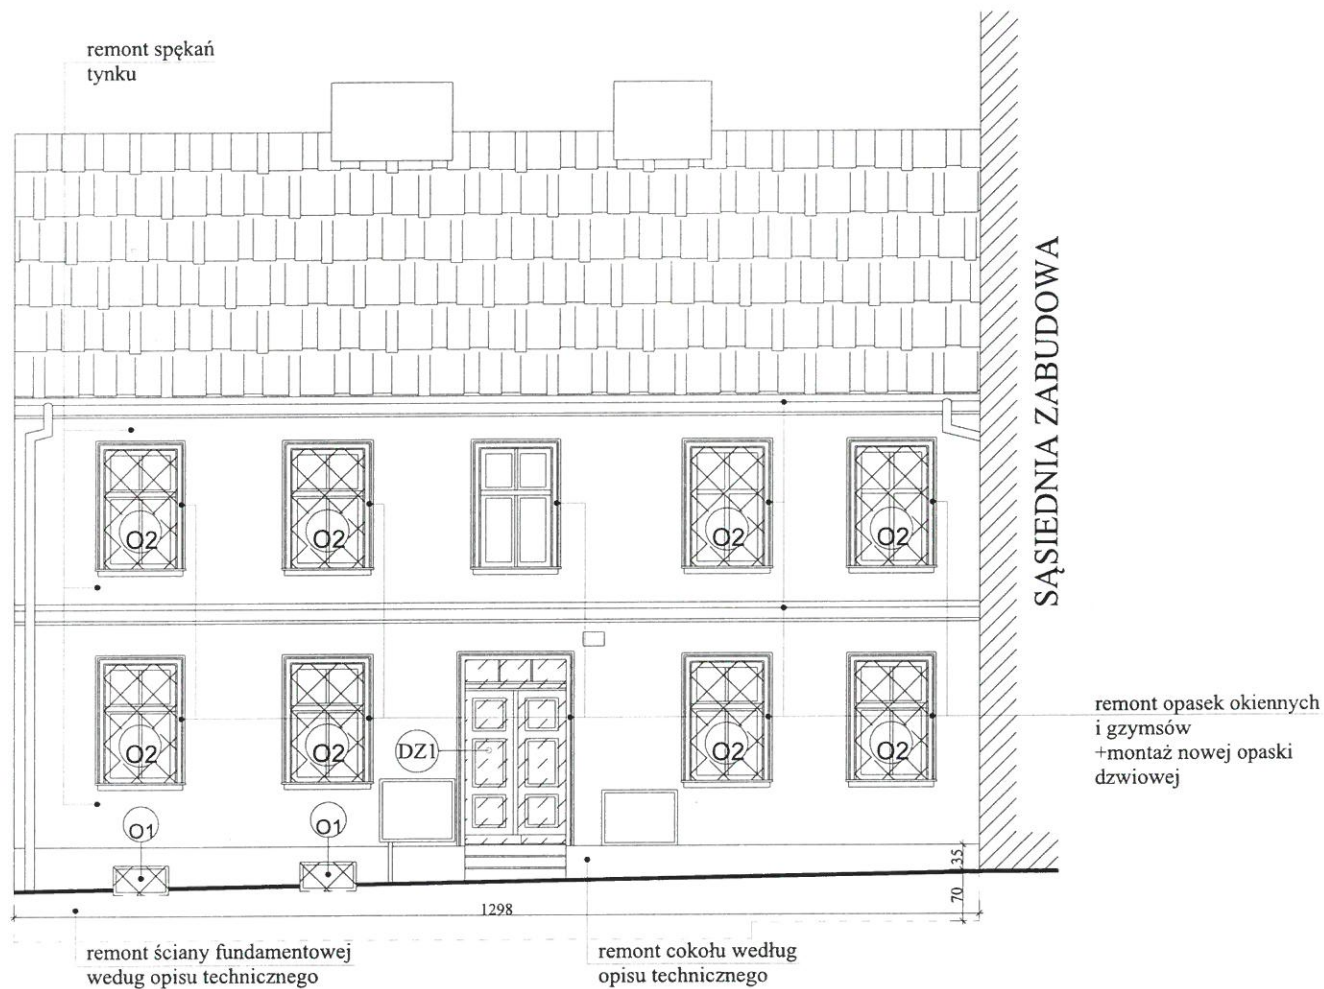 remont spękań
tynku
SĄSIEDNIA ZABUDOWA
O2
O2
O2
O2
O2
O2
DZ1
O2
O2
remont opasek okiennych
i gzymsów
+montaż nowej opaski
dzwiowej
O1
O1
35
70
1298
remont ściany fundamentowej
wedug opisu technicznego
remont cokołu według
opisu technicznego